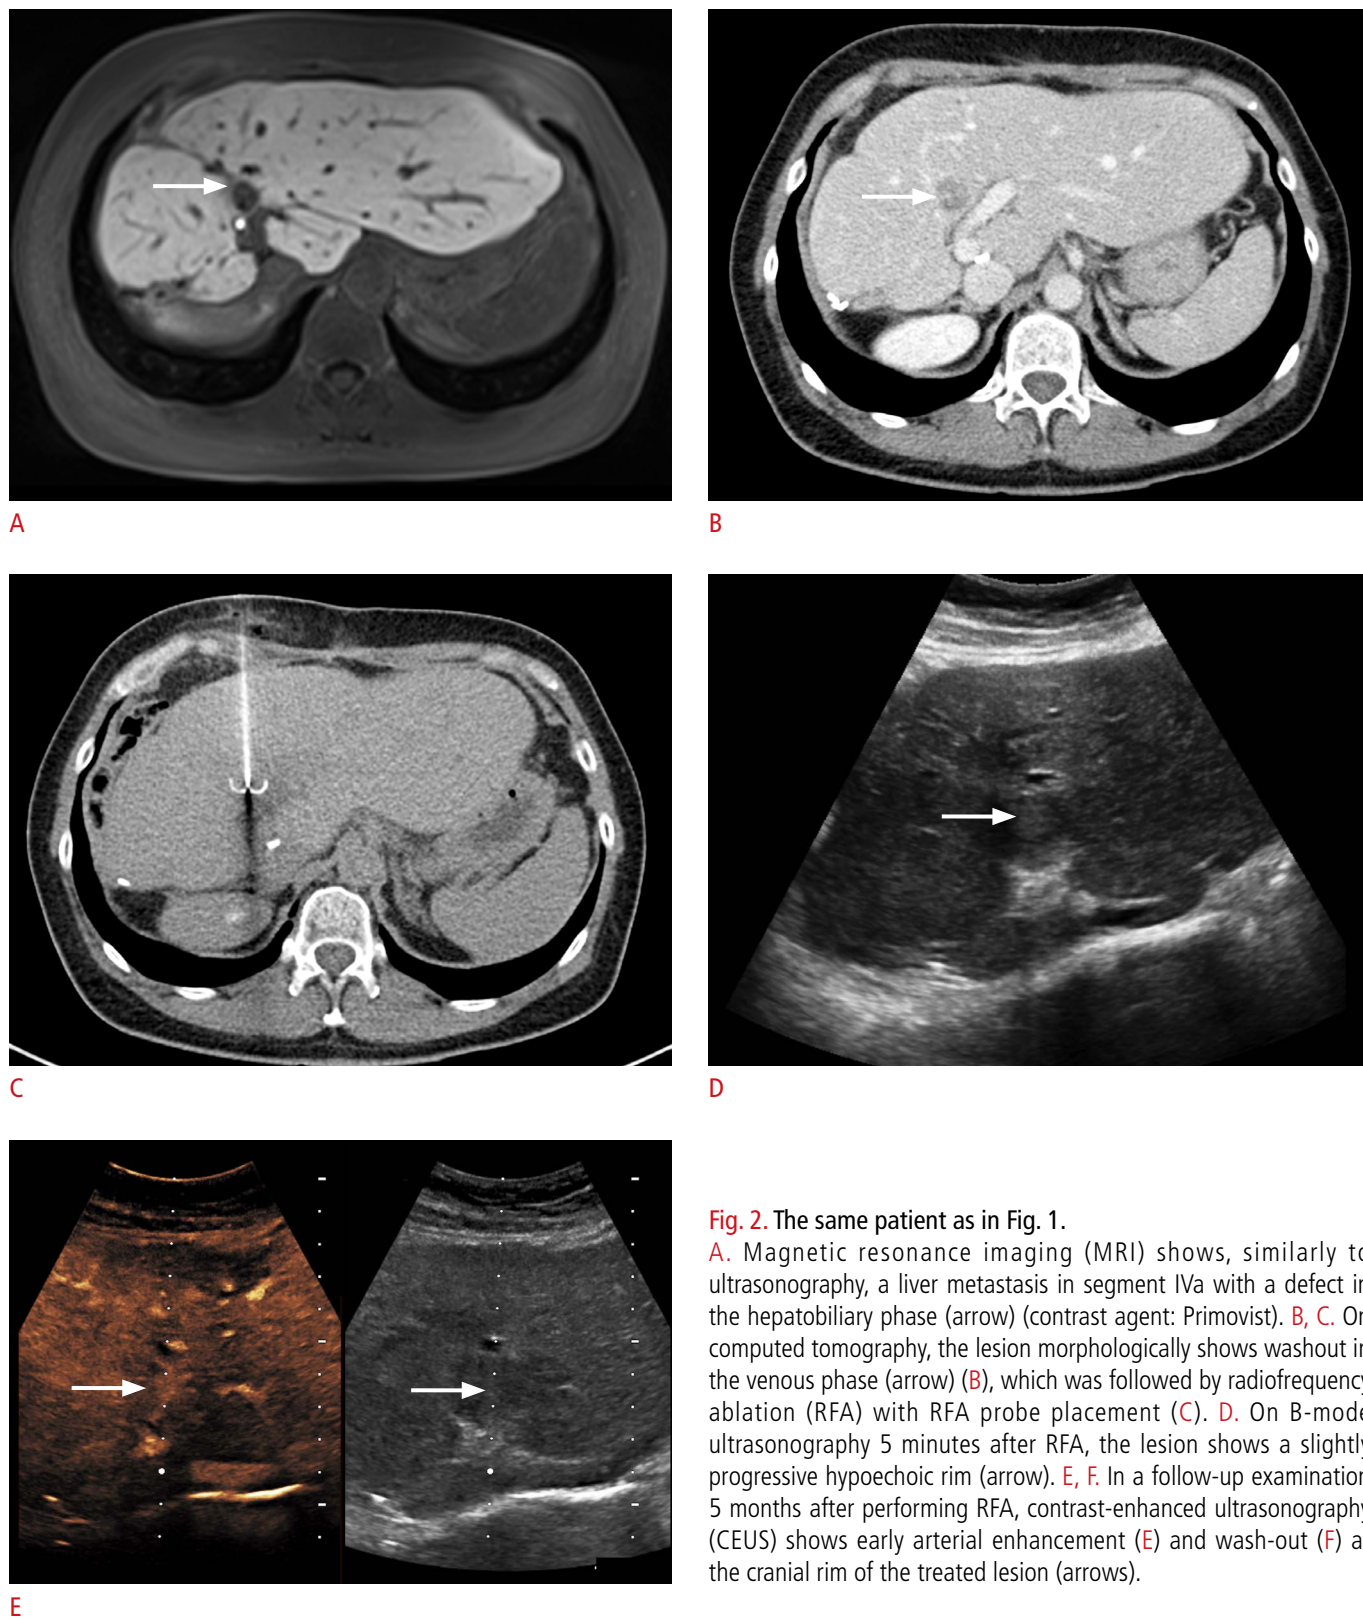 A
B
C
D
E
Fig. 2. The same patient as in Fig. 1.
A. Magnetic resonance imaging (MRI) shows, similarly to
ultrasonography, a liver metastasis in segment IVa with a defect in
the hepatobiliary phase (arrow) (contrast agent: Primovist). B, C. On
computed tomography, the lesion morphologically shows washout in
the venous phase (arrow) (B), which was followed by radiofrequency
ablation (RFA) with RFA probe placement (C). D. On B-mode
ultrasonography 5 minutes after RFA, the lesion shows a slightly
progressive hypoechoic rim (arrow). E, F. In a follow-up examination
5 months after performing RFA, contrast-enhanced ultrasonography
(CEUS) shows early arterial enhancement (E) and wash-out (F) at
the cranial rim of the treated lesion (arrows).